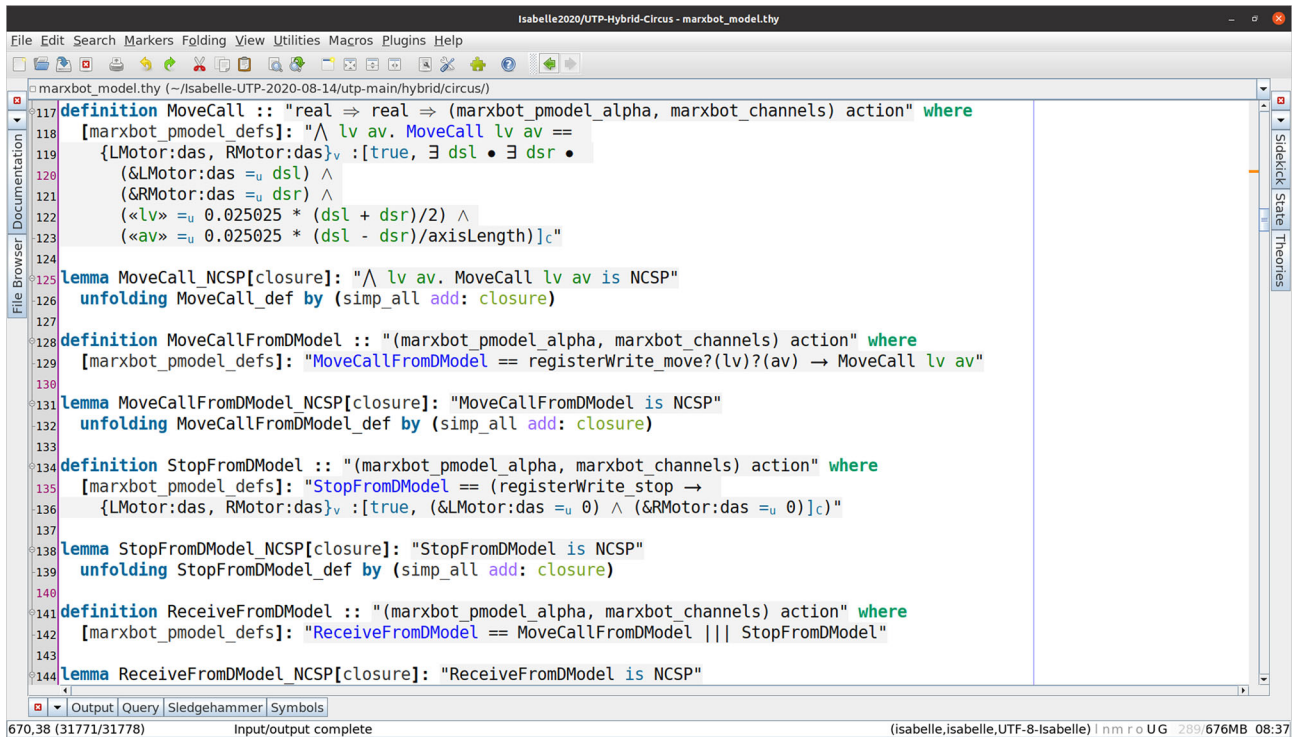 Isabelle2020/UTP-Hybrid-Circus - marxbot_model.thy
File Edit Search Markers Folding View Utilities Macros Plugins Help
marxbot_model.thy (~/Isabelle-UTP-2020-08-14/utp-main/hybrid/circus/)
117 definition MoveCall :: "real ⇒ real ⇒ (marxbot_pmodel_alpha, marxbot_channels) action" where
118 [marxbot_pmodel_defs]: "⋀ lv av. MoveCall lv av ==
119 {LMotor:das, RMotor:das}ᵥ :[true, ∃ dsl • ∃ dsr •
120 (&LMotor:das =ᵤ dsl) ∧
121 (&RMotor:das =ᵤ dsr) ∧
122 («lv» =ᵤ 0.025025 * (dsl + dsr)/2) ∧
123 («av» =ᵤ 0.025025 * (dsl - dsr)/axisLength)]c"
124
125 lemma MoveCall_NCSP[closure]: "⋀ lv av. MoveCall lv av is NCSP"
126 unfolding MoveCall_def by (simp_all add: closure)
127
128 definition MoveCallFromDModel :: "(marxbot_pmodel_alpha, marxbot_channels) action" where
129 [marxbot_pmodel_defs]: "MoveCallFromDModel == registerWrite_move?(lv)?(av) → MoveCall lv av"
130
131 lemma MoveCallFromDModel_NCSP[closure]: "MoveCallFromDModel is NCSP"
132 unfolding MoveCallFromDModel_def by (simp_all add: closure)
133
134 definition StopFromDModel :: "(marxbot_pmodel_alpha, marxbot_channels) action" where
135 [marxbot_pmodel_defs]: "StopFromDModel == (registerWrite_stop →
136 {LMotor:das, RMotor:das}ᵥ :[true, (&LMotor:das =ᵤ 0) ∧ (&RMotor:das =ᵤ 0)]c)"
137
138 lemma StopFromDModel_NCSP[closure]: "StopFromDModel is NCSP"
139 unfolding StopFromDModel_def by (simp_all add: closure)
140
141 definition ReceiveFromDModel :: "(marxbot_pmodel_alpha, marxbot_channels) action" where
142 [marxbot_pmodel_defs]: "ReceiveFromDModel == MoveCallFromDModel ||| StopFromDModel"
143
144 lemma ReceiveFromDModel_NCSP[closure]: "ReceiveFromDModel is NCSP"
Documentation
File Browser
Sidekick
State
Theories
Output Query Sledgehammer Symbols
670,38 (31771/31778) Input/output complete (isabelle,isabelle,UTF-8-Isabelle) | n m r o U G 289/676MB 08:37